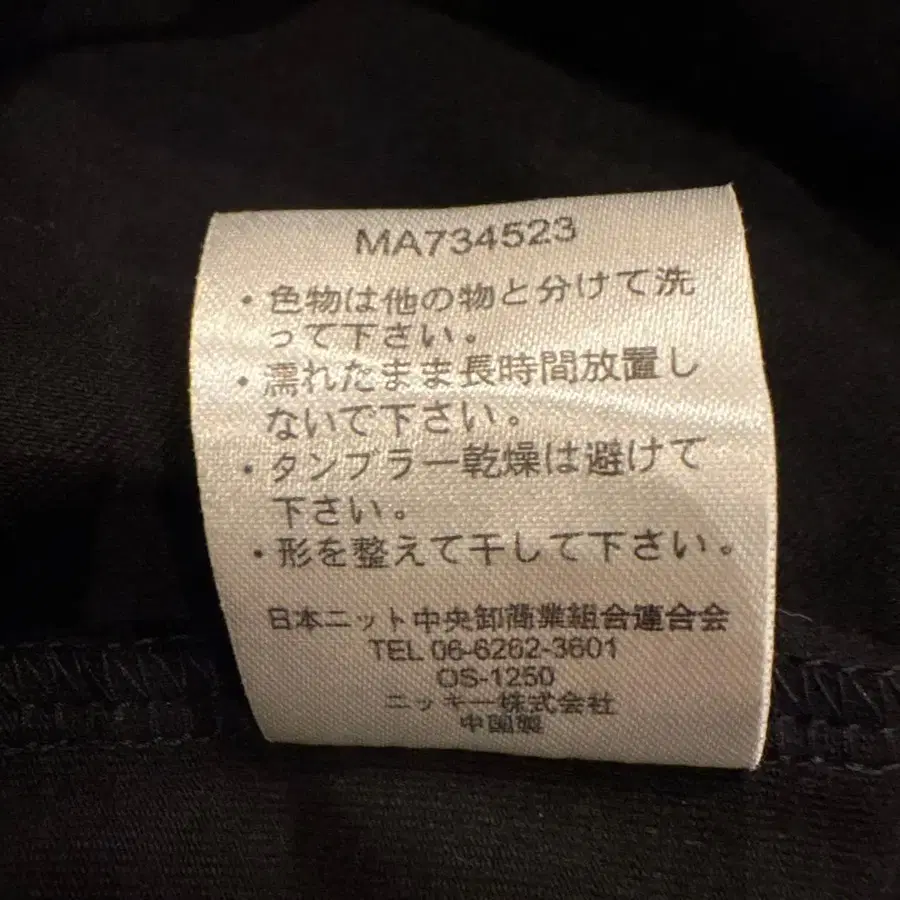 MA734523
・色物は他の物と分けて洗
って下さい。
・濡れたまま長時間放置し
ないで下さい。
・タンブラー乾燥は避けて
下さい。
・形を整えて干して下さい。
日本ニット中央卸商業組合連合会
TEL 06-6262-3601
OS-1250
ニッキー株式会社
中国製